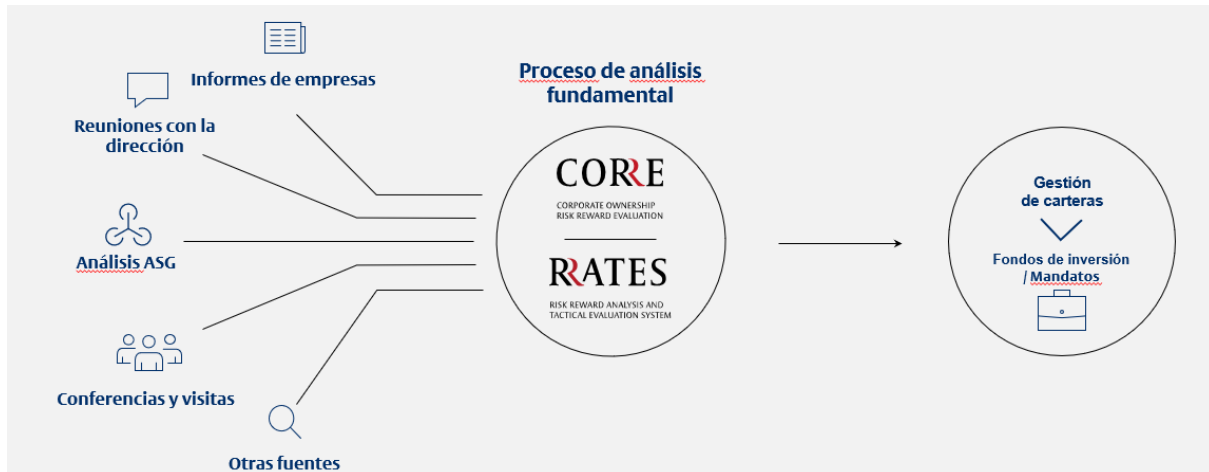 Informes de empresas
Reuniones con la
dirección
Análisis ASG
Conferencias y visitas
Otras fuentes
Proceso de análisis
fundamental
CORRE
CORPORATE OWNERSHIP
RISK REWARD EVALUATION
RRATES
RISK REWARD ANALYSIS AND
TACTICAL EVALUATION SYSTEM
Gestión
de carteras
Fondos de inversión
/ Mandatos